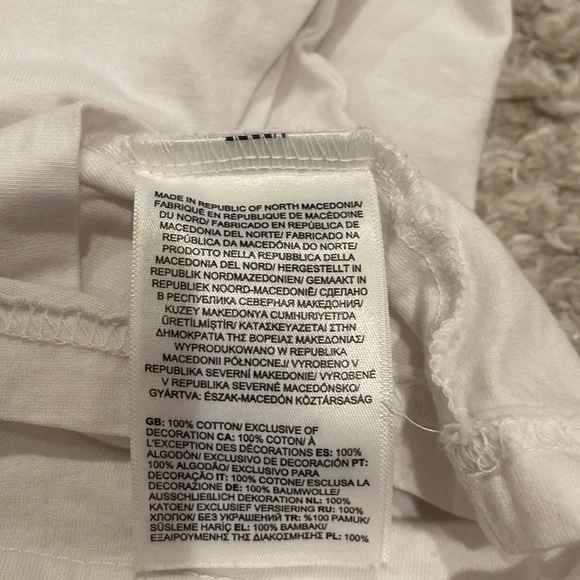 MADE IN REPUBLIC OF NORTH MACEDONIA/
FABRIQUÉ EN RÉPUBLIQUE DE MACÉDOINE
DU NORD/ FABRICADO EN REPÚBLICA DE
MACEDONIA DEL NORTE/ FABRICADO NA
REPÚBLICA DA MACEDÓNIA DO NORTE/
PRODOTTO NELLA REPUBBLICA DELLA
MACEDONIA DEL NORD/ HERGESTELLT IN
REPUBLIK NORDMAZEDONIEN/ GEMAAKT IN
REPUBLIEK NOORD-MACEDONIË/ СДЕЛАНО
В РЕСПУБЛИКА СЕВЕРНАЯ МАКЕДОНИЯ/
KUZEY MAKEDONYA CUMHURIYETI'DA
ÜRETİLMİŞTİR/ ΚΑΤΑΣΚΕΥΑΖΕΤΑΙ ΣΤΗΝ
ΔΗΜΟΚΡΑΤΙΑ ΤΗΣ ΒΟΡΕΙΑΣ ΜΑΚΕΔΟΝΙΑΣ/
WYPRODUKOWANO W REPUBLIKA
MACEDONII PÓŁNOCNEJ/ VYROBENO V
REPUBLIKA SEVERNÍ MAKEDONIE/ VYROBENÉ
V REPUBLIKA SEVERNÉ MACEDÓNSKO/
GYÁRTVA: ÉSZAK-MACEDÓN KÖZTÁRSASÁG
GB: 100% COTTON/ EXCLUSIVE OF
DECORATION CA: 100% COTON/ À
L'EXCEPTION DES DÉCORATIONS ES: 100%
ALGODÓN/ EXCLUSIVO DE DECORACIÓN PT:
100% ALGODÃO/ EXCLUSIVO PARA
DECORAÇÃO IT: 100% COTONE/ ESCLUSA LA
DECORAZIONE DE: 100% BAUMWOLLE/
AUSSCHLIEßLICH DEKORATION NL: 100%
KATOEN/ EXCLUSIEF VERSIERING RU: 100%
ХЛОПОК/ БЕЗ УКРАШЕНИЙ TR: %100 PAMUK/
SÜSLEME HARİÇ EL: 100% ΒΑΜΒΑΚΙ/
ΕΞΑΙΡΟΥΜΕΝΗΣ ΤΗΣ ΔΙΑΚΟΣΜΗΣΗΣ PL: 100%